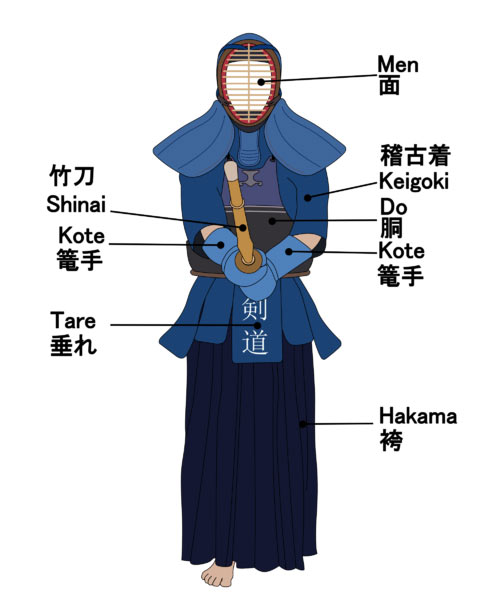 Men
面
稽古着
Keigoki
竹刀
Shinai
Do
胴
Kote
篭手
Kote
篭手
剣道
Tare
垂れ
Hakama
袴